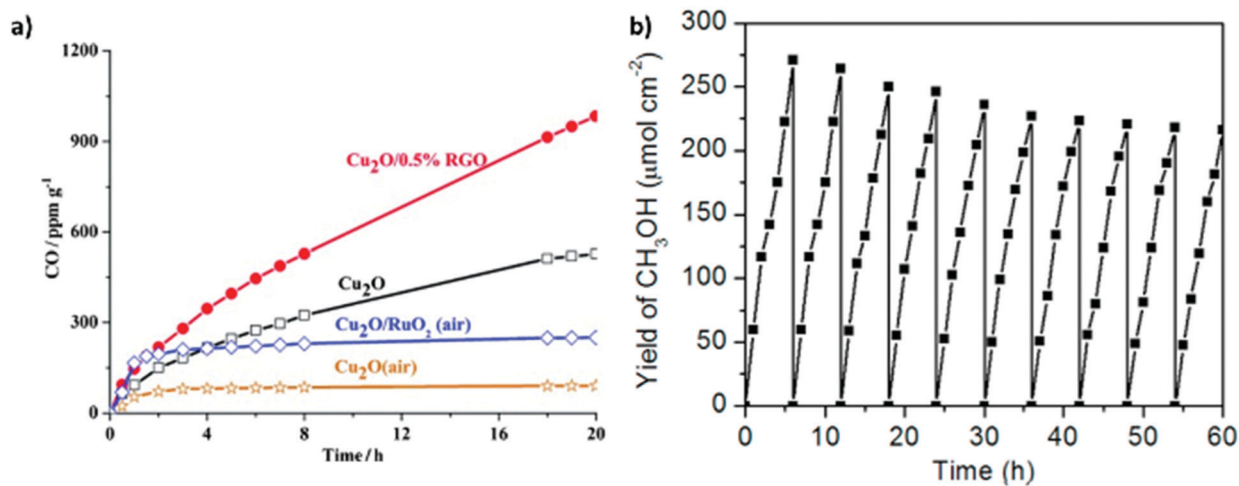 a)
1200
900
600
300
0
CO / ppm g⁻¹
Cu₂O/0.5% RGO
Cu₂O
Cu₂O/RuO₂ (air)
Cu₂O(air)
0 4 8 12 16 20
Time / h
b)
300
250
200
150
100
50
0
Yield of CH₃OH (μmol cm⁻²)
0 10 20 30 40 50 60
Time (h)